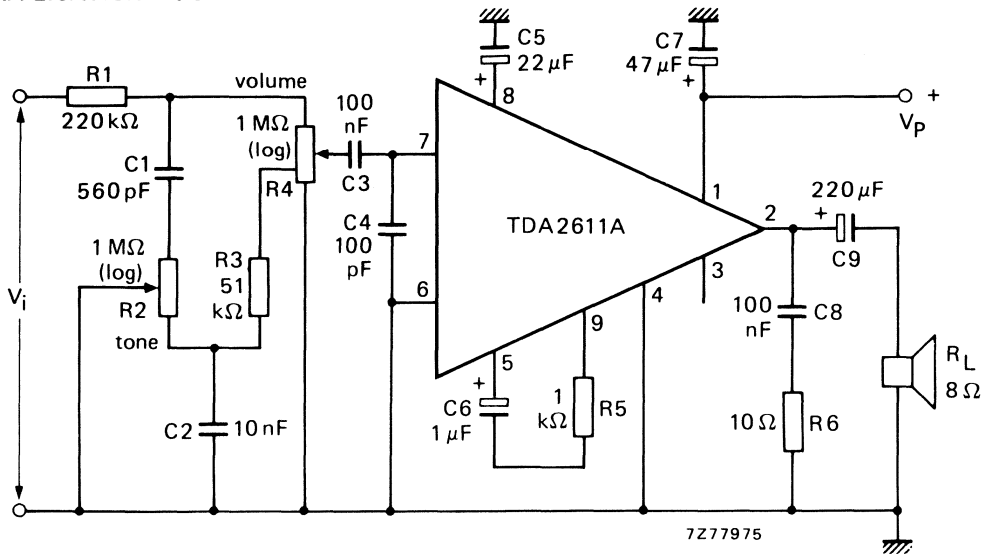 R1
220 kΩ
Vi
C1
560 pF
1 MΩ
(log)
R2
tone
volume
1 MΩ
(log)
R4
R3
51
kΩ
C2
10 nF
100
nF
C3
C4
100
pF
7
6
C5
22 µF
+
8
TDA2611A
C7
47 µF
+
+
VP
1
2
3
4
5
9
+
C6
1 µF
1
kΩ
R5
220 µF
+
C9
100
nF
C8
10 Ω
R6
RL
8 Ω
7Z77975